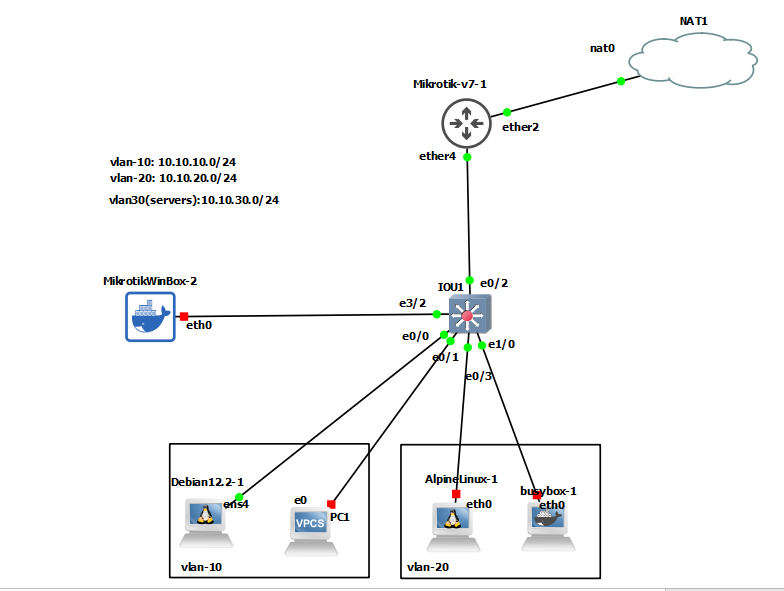 NAT1
nat0
Mikrotik-v7-1
ether2
ether4
vlan-10: 10.10.10.0/24
vlan-20: 10.10.20.0/24
vlan30(servers):10.10.30.0/24
MikrotikWinBox-2
eth0
IOU1
e0/2
e3/2
e0/0
e0/1
e1/0
e0/3
Debian12.2-1
ens4
e0
VPCS
PC1
vlan-10
AlpineLinux-1
eth0
busybox-1
eth0
vlan-20